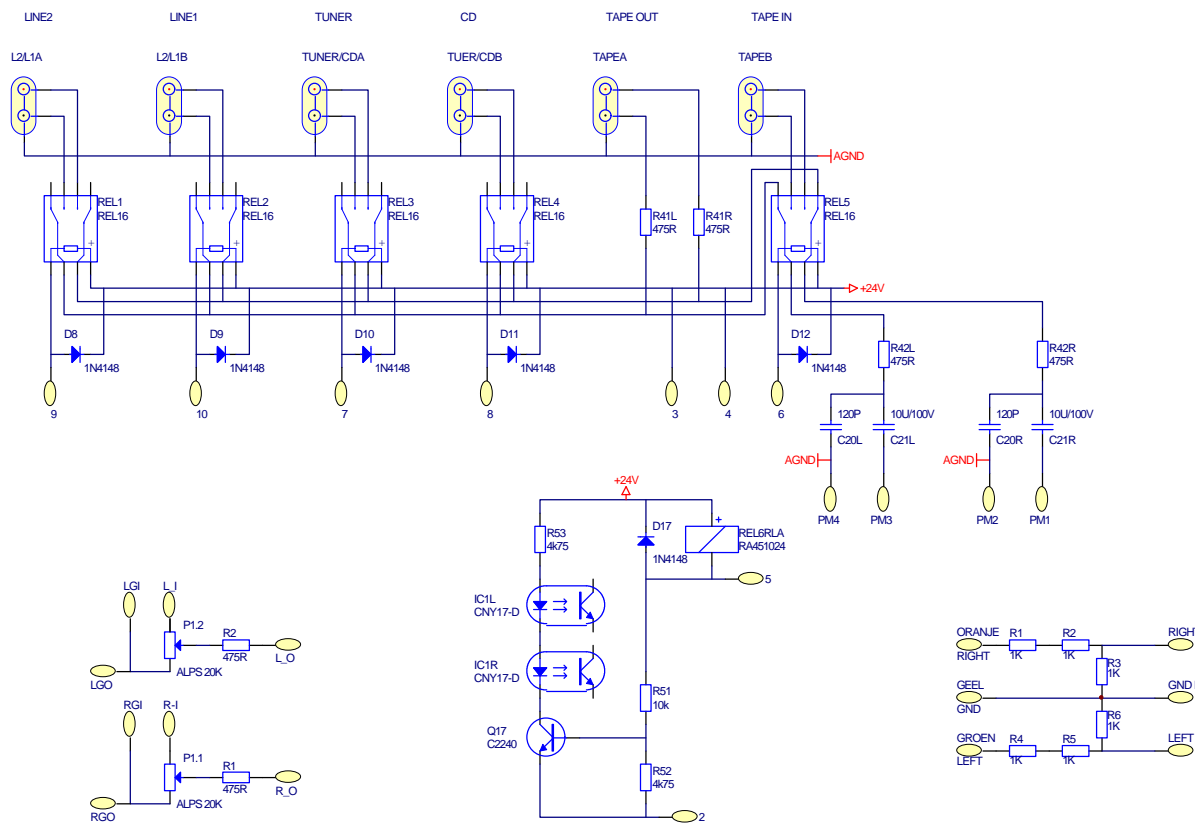 LINE2 LINE1 TUNER CD TAPE OUT TAPE IN
L2/L1A L2/L1B TUNER/CDA TUER/CDB TAPEA TAPEB
AGND
REL1 REL2 REL3 REL4 REL5
REL16 REL16 REL16 REL16 REL16
R41L R41R
475R 475R
+ + + + +
+24V
D8 D9 D10 D11 D12
1N4148 1N4148 1N4148 1N4148 1N4148
R42L R42R
475R 475R
9 10 7 8 3 4 6
120P 10U/100V 120P 10U/100V
C20L C21L C20R C21R
AGND AGND
PM4 PM3 PM2 PM1
+24V
R53
4k75
D17
1N4148
+
REL6RLA
RA451024
5
IC1L
CNY17-D
IC1R
CNY17-D
R51
10k
Q17
C2240
R52
4k75
2
LGI L_I
P1.2
R2
475R
L_O
ALPS 20K
LGO
RGI R-I
P1.1
R1
475R
R_O
ALPS 20K
RGO
ORANJE R1 R2 RIGHT
RIGHT 1K 1K
R3
1K
GEEL GND
GND
R6
1K
GROEN R4 R5 LEFT
LEFT 1K 1K